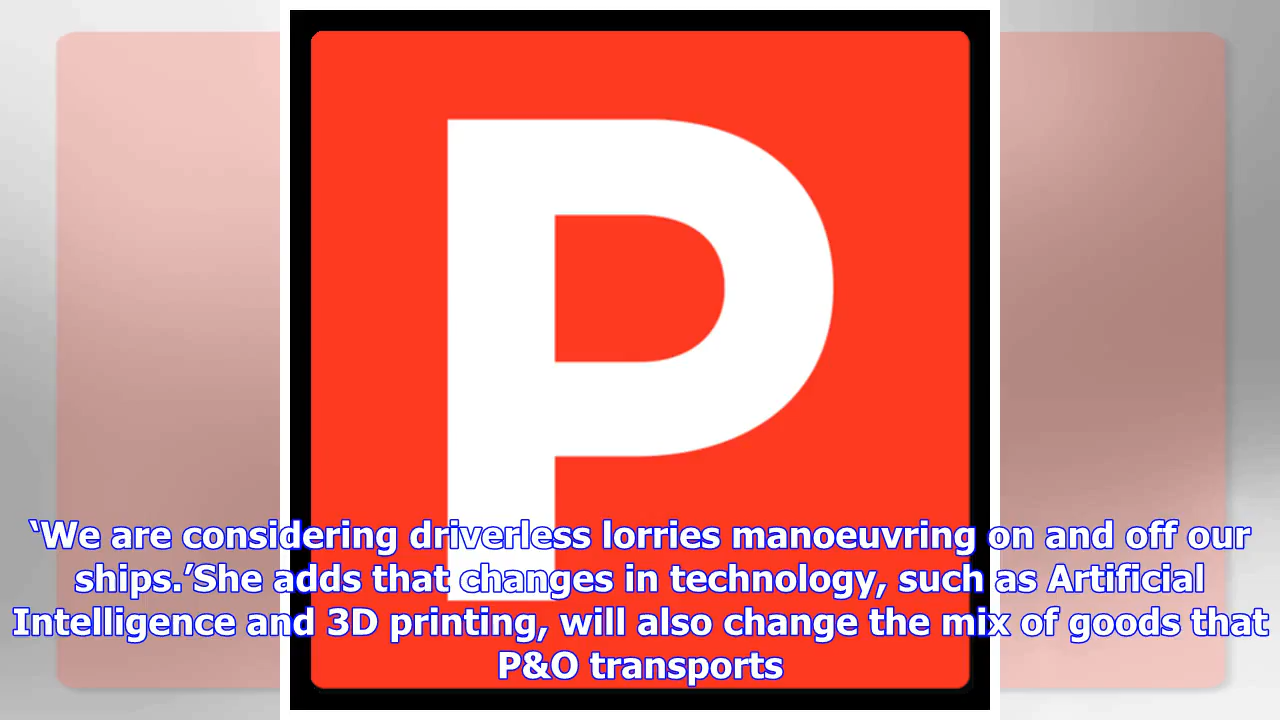 P
‘We are considering driverless lorries manoeuvring on and off our
ships.’She adds that changes in technology, such as Artificial
Intelligence and 3D printing, will also change the mix of goods that
P&O transports